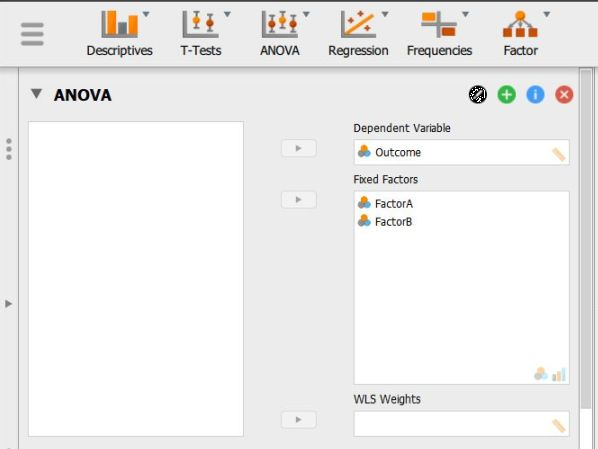 Descriptives T-Tests ANOVA Regression Frequencies Factor
ANOVA
Dependent Variable
Outcome
Fixed Factors
FactorA
FactorB
WLS Weights